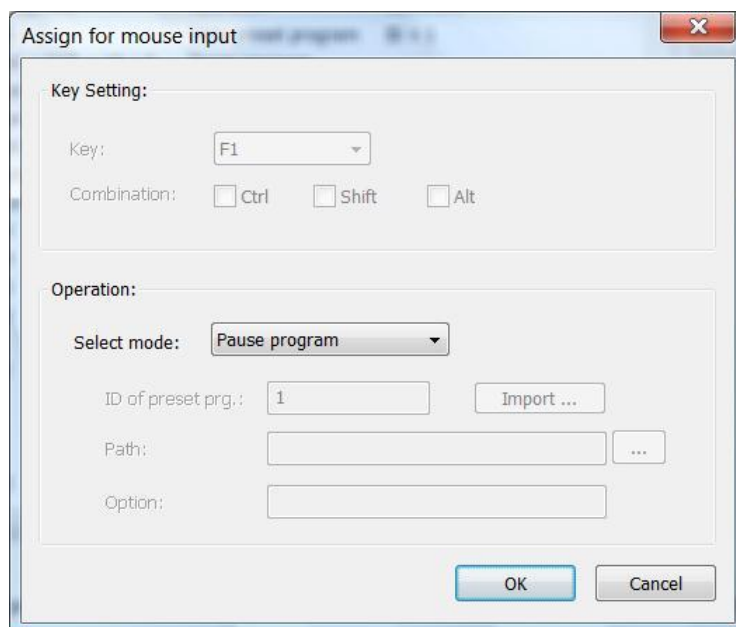 Assign for mouse input
Key Setting:
Key: F1
Combination: Ctrl Shift Alt
Operation:
Select mode: Pause program
ID of preset prg.: 1 Import ...
Path: ...
Option:
OK Cancel